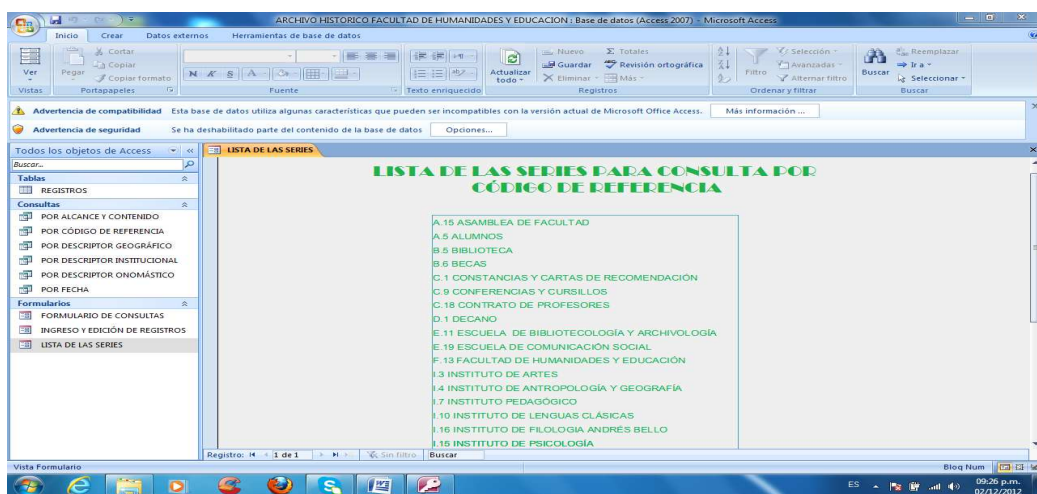 ARCHIVO HISTORICO FACULTAD DE HUMANIDADES Y EDUCACION : Base de datos (Access 2007) - Microsoft Access
Inicio Crear Datos externos Herramientas de base de datos
Ver
Pegar
Cortar
Copiar
Copiar formato
Actualizar todo
Nuevo
Guardar
Eliminar
Totales
Revisión ortográfica
Más
Filtro
Selección
Avanzadas
Alternar filtro
Buscar
Reemplazar
Ir a
Seleccionar
Vistas Portapapeles Fuente Texto enriquecido Registros Ordenar y filtrar Buscar
Advertencia de compatibilidad Esta base de datos utiliza algunas características que pueden ser incompatibles con la versión actual de Microsoft Office Access. Más información ...
Advertencia de seguridad Se ha deshabilitado parte del contenido de la base de datos Opciones...
Todos los objetos de Access
Buscar..
Tablas
REGISTROS
Consultas
POR ALCANCE Y CONTENIDO
POR CÓDIGO DE REFERENCIA
POR DESCRIPTOR GEOGRÁFICO
POR DESCRIPTOR INSTITUCIONAL
POR DESCRIPTOR ONOMÁSTICO
POR FECHA
Formularios
FORMULARIO DE CONSULTAS
INGRESO Y EDICIÓN DE REGISTROS
LISTA DE LAS SERIES
LISTA DE LAS SERIES
LISTA DE LAS SERIES PARA CONSULTA POR
CÓDIGO DE REFERENCIA
A.15 ASAMBLEA DE FACULTAD
A.5 ALUMNOS
B.5 BIBLIOTECA
B.6 BECAS
C.1 CONSTANCIAS Y CARTAS DE RECOMENDACIÓN
C.9 CONFERENCIAS Y CURSILLOS
C.18 CONTRATO DE PROFESORES
D.1 DECANO
E.11 ESCUELA DE BIBLIOTECOLOGÍA Y ARCHIVOLOGÍA
E.19 ESCUELA DE COMUNICACIÓN SOCIAL
F.13 FACULTAD DE HUMANIDADES Y EDUCACIÓN
I.3 INSTITUTO DE ARTES
I.4 INSTITUTO DE ANTROPOLOGÍA Y GEOGRAFÍA
I.7 INSTITUTO PEDAGÓGICO
I.10 INSTITUTO DE LENGUAS CLÁSICAS
I.16 INSTITUTO DE FILOLOGIA ANDRÉS BELLO
I.15 INSTITUTO DE PSICOLOGÍA
Registro: 1 de 1 Sin filtro Buscar
Vista Formulario Bloq Num
ES 09:26 p.m.
02/12/2012